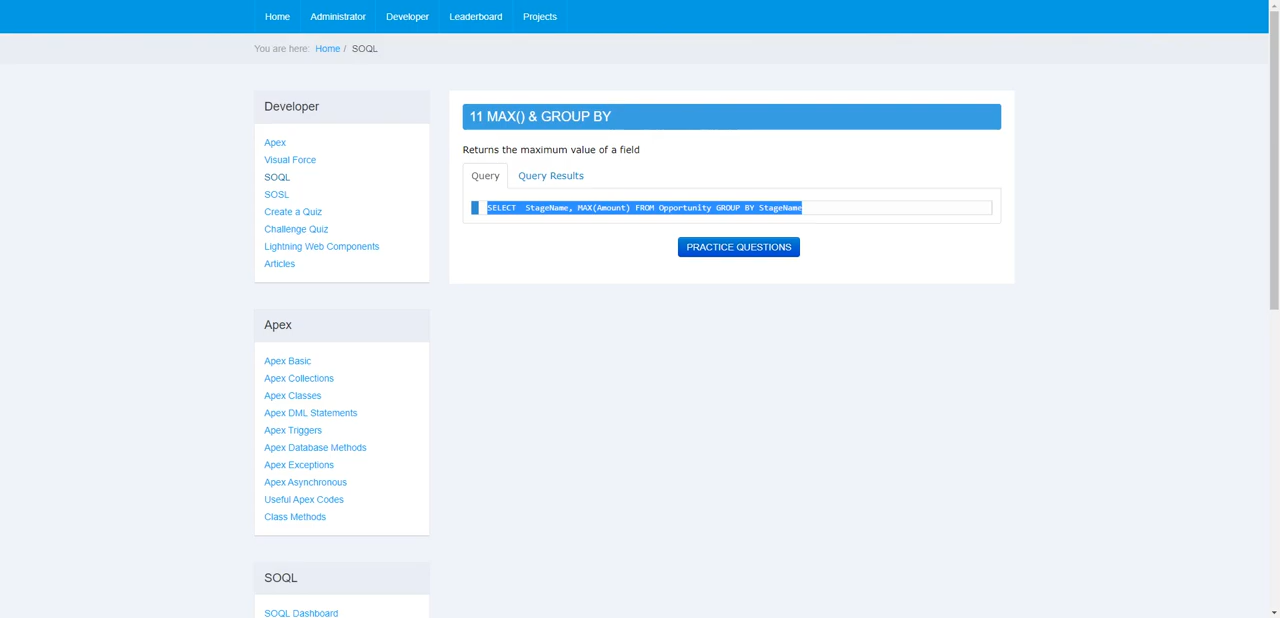 Home Administrator Developer Leaderboard Projects
You are here: Home / SOQL
Developer
Apex
Visual Force
SOQL
SOSL
Create a Quiz
Challenge Quiz
Lightning Web Components
Articles
11 MAX() & GROUP BY
Returns the maximum value of a field
Query Query Results
SELECT StageName, MAX(Amount) FROM Opportunity GROUP BY StageName
PRACTICE QUESTIONS
Apex
Apex Basic
Apex Collections
Apex Classes
Apex DML Statements
Apex Triggers
Apex Database Methods
Apex Exceptions
Apex Asynchronous
Useful Apex Codes
Class Methods
SOQL
SOQL Dashboard